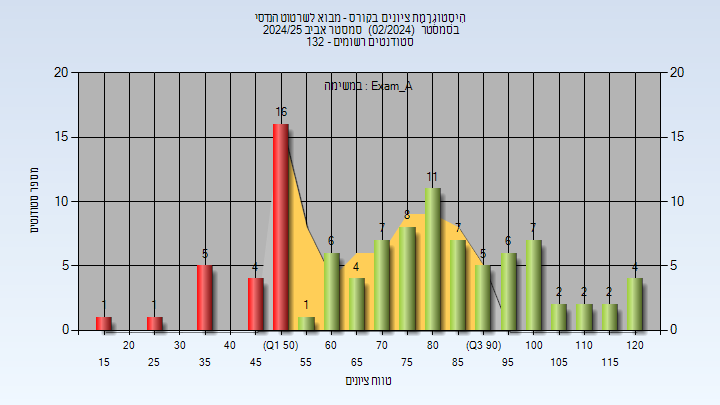 היסטוגרמת ציונים בקורס - מבוא לשרטוט הנדסי
בסמסטר (02/2024) סמסטר אביב 2024/25
סטודנטים רשומים - 132
במשימה : Exam_A
מספר סטודנטים
20 20
15 15
10 10
5 5
0 0
1 1 5 4 16 1 6 4 7 8 11 7 5 6 7 2 2 2 4
20 30 40 (Q1 50) 60 70 80 (Q3 90) 100 110 120
15 25 35 45 55 65 75 85 95 105 115
טווח ציונים